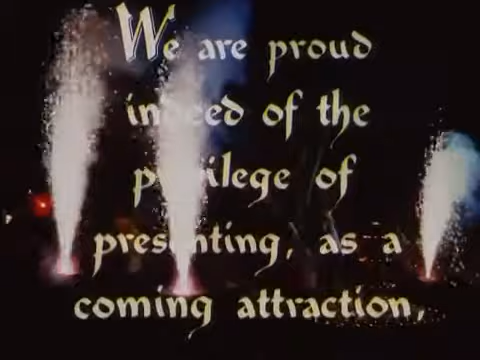 We are proud
indeed of the
privilege of
presenting, as a
coming attraction,